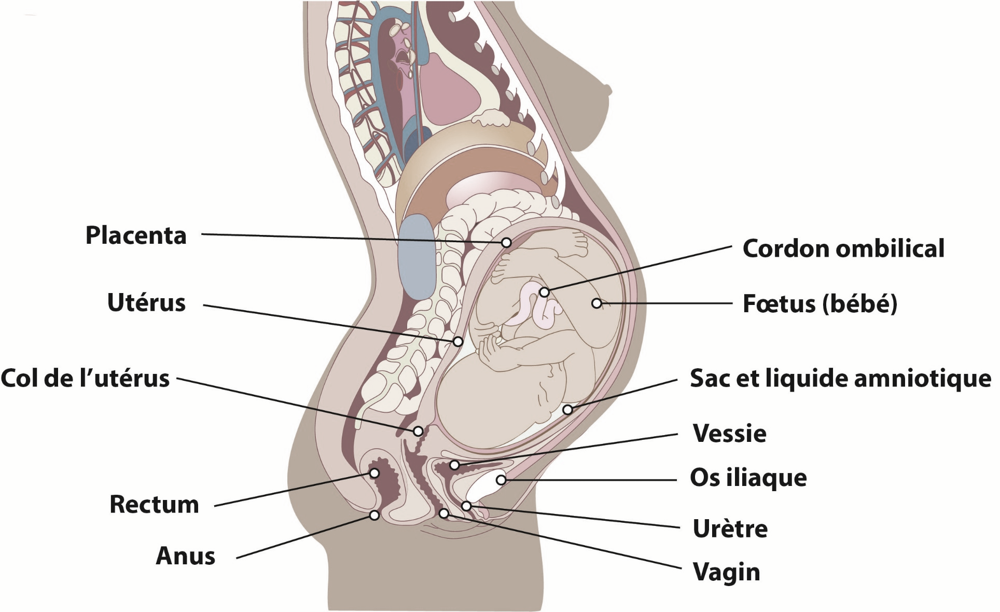 Placenta
Utérus
Col de l’utérus
Rectum
Anus
Cordon ombilical
Fœtus (bébé)
Sac et liquide amniotique
Vessie
Os iliaque
Urètre
Vagin